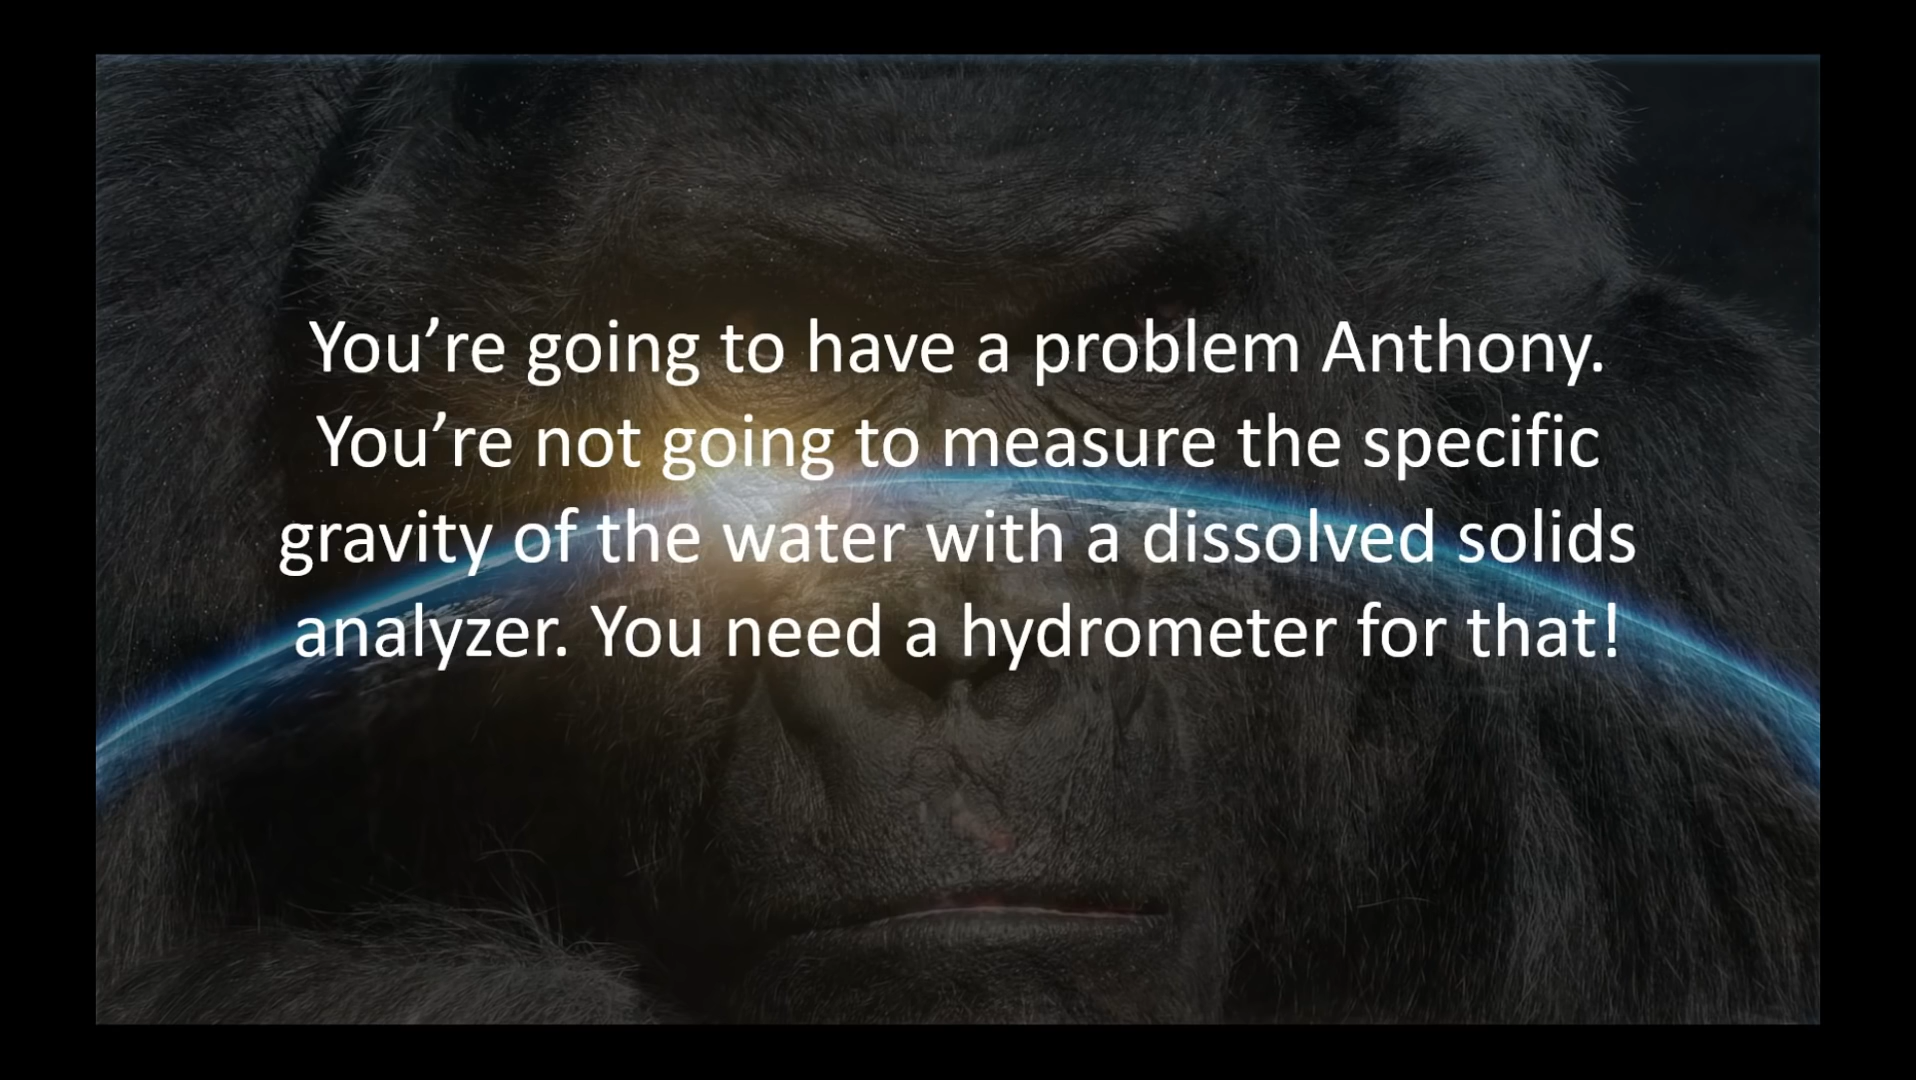 You’re going to have a problem Anthony.
You’re not going to measure the specific
gravity of the water with a dissolved solids
analyzer. You need a hydrometer for that!